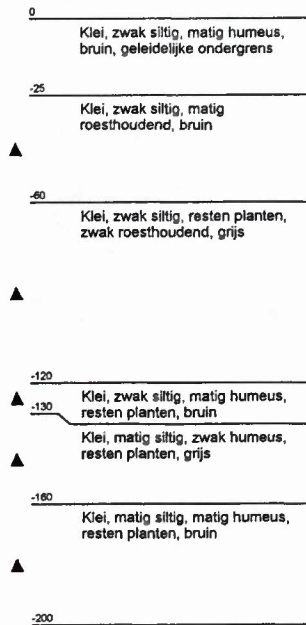 0
Klei, zwak siltig, matig humeus,
bruin, geleidelijke ondergrens
-25
Klei, zwak siltig, matig
roesthoudend, bruin
-60
Klei, zwak siltig, resten planten,
zwak roesthoudend, grijs
-120
Klei, zwak siltig, matig humeus,
resten planten, bruin
-130
Klei, matig siltig, zwak humeus,
resten planten, grijs
-160
Klei, matig siltig, matig humeus,
resten planten, bruin
-200